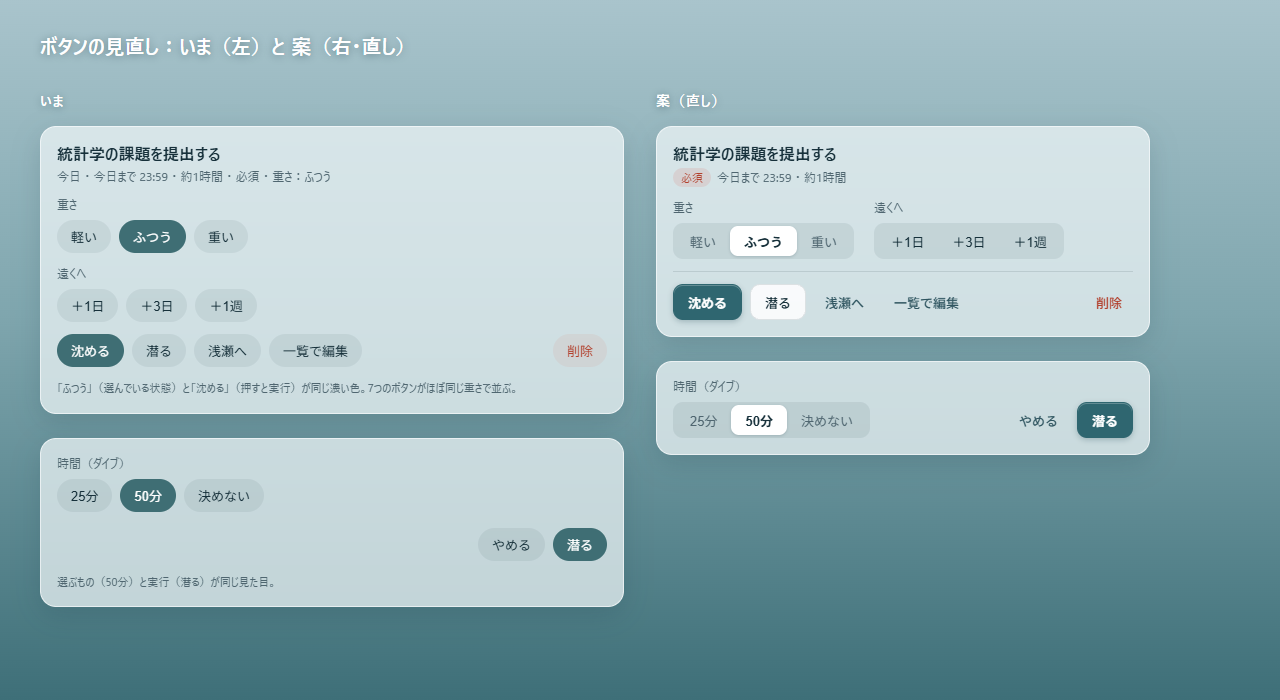 ボタンの見直し：いま（左）と 案（右・直し）
いま
統計学の課題を提出する
今日・今日まで 23:59・約1時間・必須・重さ：ふつう
重さ
軽い ふつう 重い
遠くへ
＋1日 ＋3日 ＋1週
沈める 潜る 浅瀬へ 一覧で編集 削除
「ふつう」（選んでいる状態）と「沈める」（押すと実行）が同じ濃い色。7つのボタンがほぼ同じ重さで並ぶ。
時間（ダイブ）
25分 50分 決めない
やめる 潜る
選ぶもの（50分）と実行（潜る）が同じ見た目。
案（直し）
統計学の課題を提出する
必須 今日まで 23:59・約1時間
重さ 遠くへ
軽い ふつう 重い ＋1日 ＋3日 ＋1週
沈める 潜る 浅瀬へ 一覧で編集 削除
時間（ダイブ）
25分 50分 決めない やめる 潜る